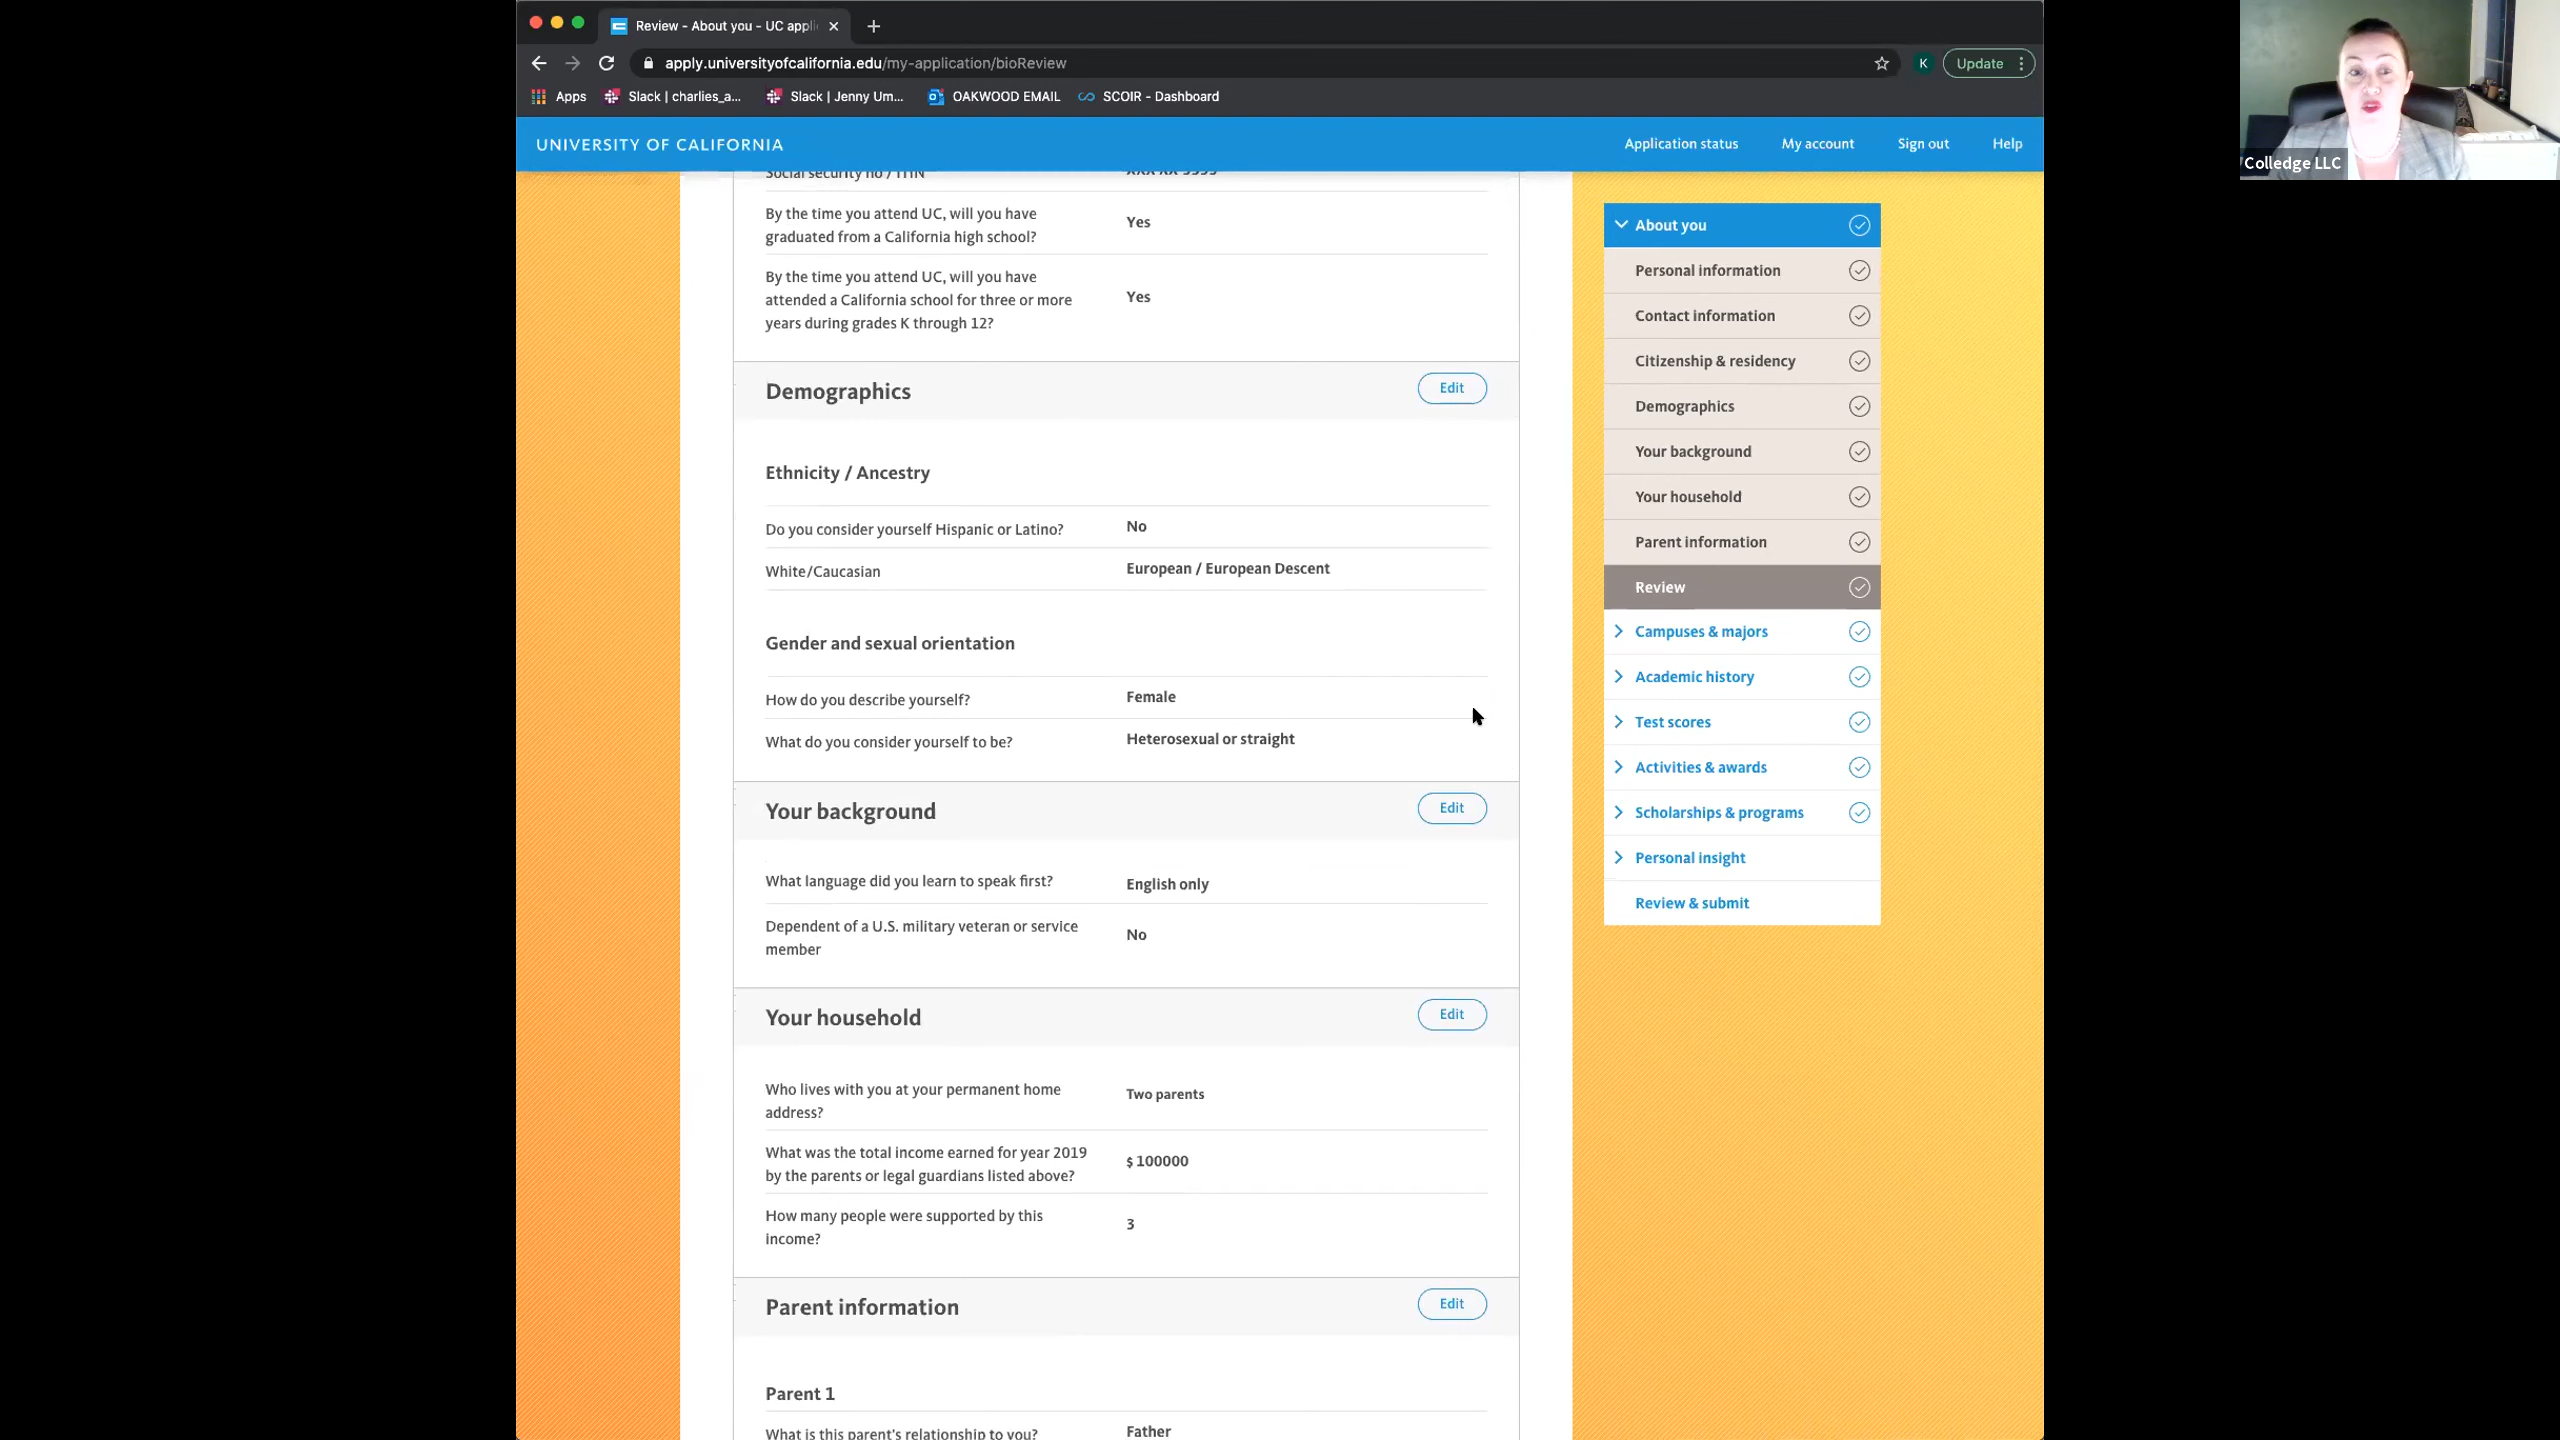 Review - About you - UC appli
apply.universityofcalifornia.edu/my-application/bioReview
K
Update
Apps
Slack | charlies_a...
Slack | Jenny Um...
OAKWOOD EMAIL
SCOIR - Dashboard
UNIVERSITY OF CALIFORNIA
Application status
My account
Sign out
Help
Colledge LLC
Social security no / ITIN
XXX XX 5555
By the time you attend UC, will you have
graduated from a California high school?
Yes
By the time you attend UC, will you have
attended a California school for three or more
years during grades K through 12?
Yes
Demographics
Edit
Ethnicity / Ancestry
Do you consider yourself Hispanic or Latino?
No
White/Caucasian
European / European Descent
Gender and sexual orientation
How do you describe yourself?
Female
What do you consider yourself to be?
Heterosexual or straight
Your background
Edit
What language did you learn to speak first?
English only
Dependent of a U.S. military veteran or service
member
No
Your household
Edit
Who lives with you at your permanent home
address?
Two parents
What was the total income earned for year 2019
by the parents or legal guardians listed above?
$ 100000
How many people were supported by this
income?
3
Parent information
Edit
Parent 1
What is this parent's relationship to you?
Father
About you
Personal information
Contact information
Citizenship & residency
Demographics
Your background
Your household
Parent information
Review
Campuses & majors
Academic history
Test scores
Activities & awards
Scholarships & programs
Personal insight
Review & submit